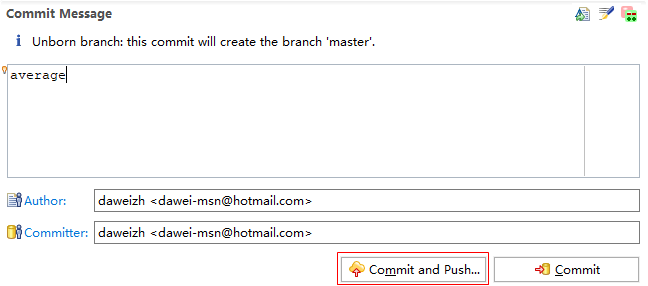 Commit Message
Unborn branch: this commit will create the branch 'master'.
average
Author:
daweizh <dawei-msn@hotmail.com>
Committer:
daweizh <dawei-msn@hotmail.com>
Commit and Push...
Commit